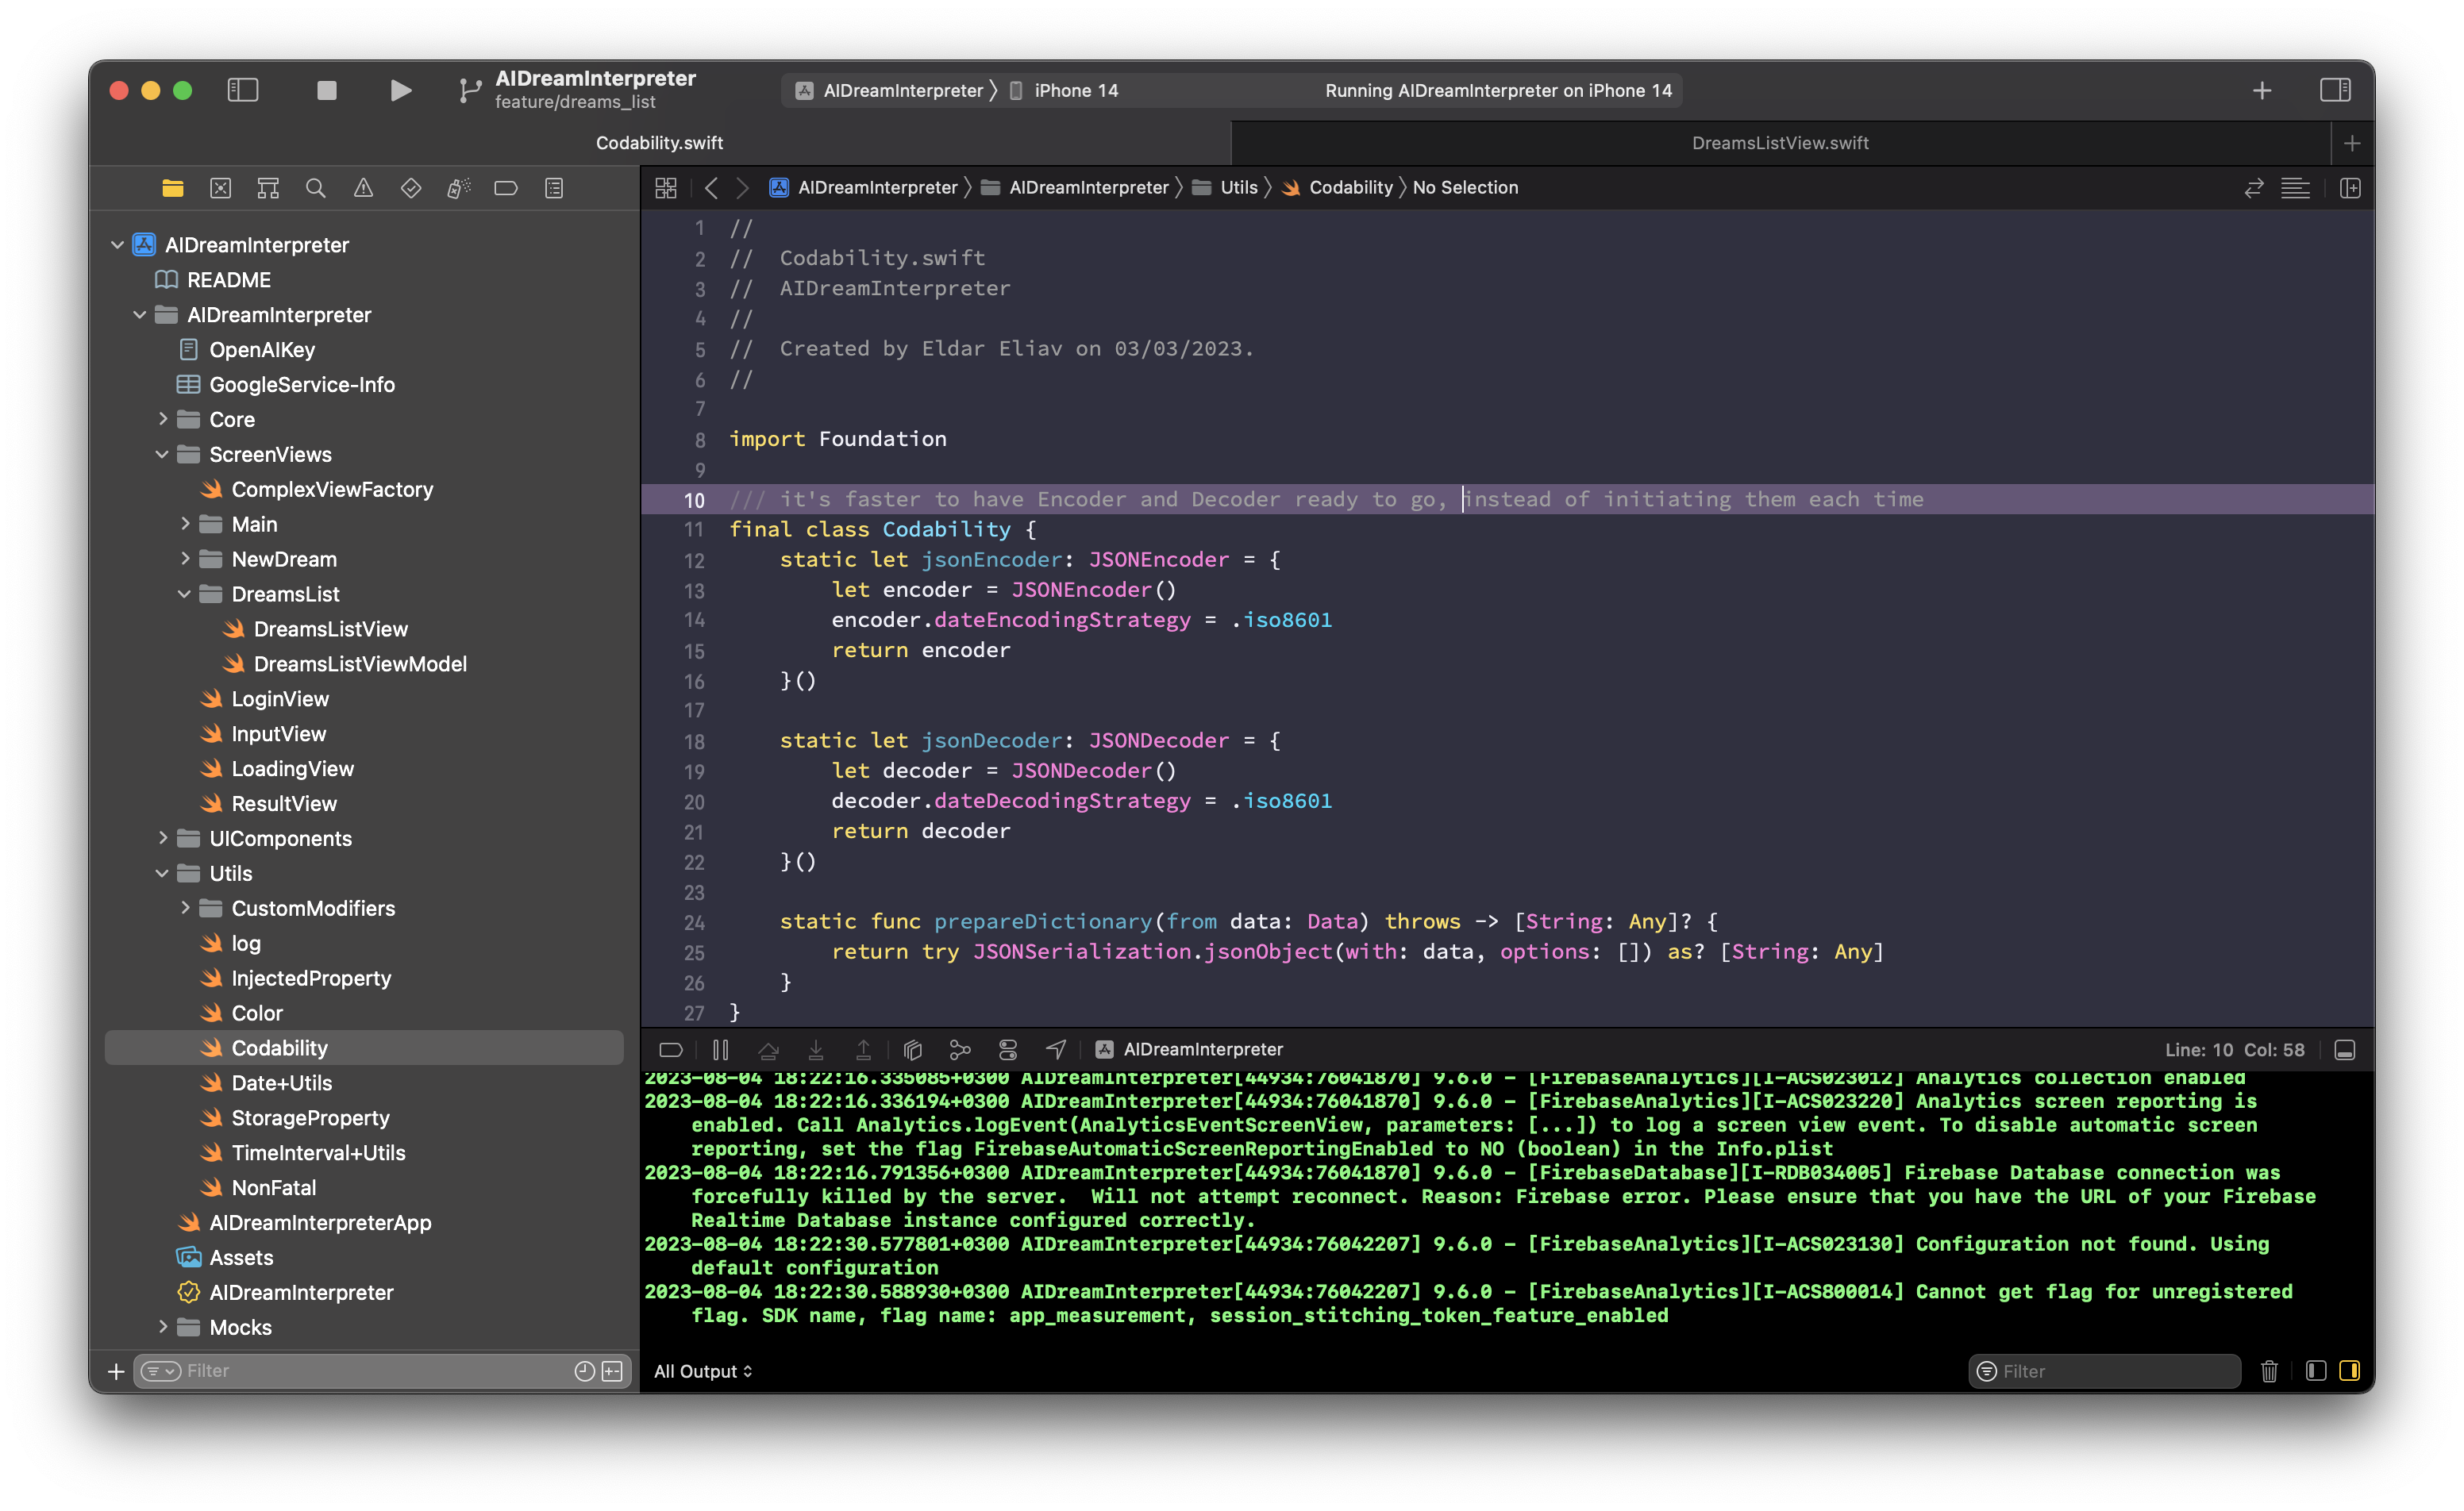 AIDreamInterpreter
feature/dreams_list
AIDreamInterpreter 〉 iPhone 14
Running AIDreamInterpreter on iPhone 14
Codability.swift
DreamsListView.swift
AIDreamInterpreter
README
AIDreamInterpreter
OpenAIKey
GoogleService-Info
Core
ScreenViews
ComplexViewFactory
Main
NewDream
DreamsList
DreamsListView
DreamsListViewModel
LoginView
InputView
LoadingView
ResultView
UIComponents
Utils
CustomModifiers
log
InjectedProperty
Color
Codability
Date+Utils
StorageProperty
TimeInterval+Utils
NonFatal
AIDreamInterpreterApp
Assets
AIDreamInterpreter
Mocks
Filter
AIDreamInterpreter 〉 AIDreamInterpreter 〉 Utils 〉 Codability 〉 No Selection
1 //
2 //  Codability.swift
3 //  AIDreamInterpreter
4 //
5 //  Created by Eldar Eliav on 03/03/2023.
6 //
7
8 import Foundation
9
10 /// it's faster to have Encoder and Decoder ready to go, instead of initiating them each time
11 final class Codability {
12     static let jsonEncoder: JSONEncoder = {
13         let encoder = JSONEncoder()
14         encoder.dateEncodingStrategy = .iso8601
15         return encoder
16     }()
17
18     static let jsonDecoder: JSONDecoder = {
19         let decoder = JSONDecoder()
20         decoder.dateDecodingStrategy = .iso8601
21         return decoder
22     }()
23
24     static func prepareDictionary(from data: Data) throws -> [String: Any]? {
25         return try JSONSerialization.jsonObject(with: data, options: []) as? [String: Any]
26     }
27 }
AIDreamInterpreter
Line: 10  Col: 58
2023-08-04 18:22:16.335085+0300 AIDreamInterpreter[44934:76041870] 9.6.0 - [FirebaseAnalytics][I-ACS023012] Analytics collection enabled
2023-08-04 18:22:16.336194+0300 AIDreamInterpreter[44934:76041870] 9.6.0 - [FirebaseAnalytics][I-ACS023220] Analytics screen reporting is
enabled. Call Analytics.logEvent(AnalyticsEventScreenView, parameters: [...]) to log a screen view event. To disable automatic screen
reporting, set the flag FirebaseAutomaticScreenReportingEnabled to NO (boolean) in the Info.plist
2023-08-04 18:22:16.791356+0300 AIDreamInterpreter[44934:76041870] 9.6.0 - [FirebaseDatabase][I-RDB034005] Firebase Database connection was
forcefully killed by the server.  Will not attempt reconnect. Reason: Firebase error. Please ensure that you have the URL of your Firebase
Realtime Database instance configured correctly.
2023-08-04 18:22:30.577801+0300 AIDreamInterpreter[44934:76042207] 9.6.0 - [FirebaseAnalytics][I-ACS023130] Configuration not found. Using
default configuration
2023-08-04 18:22:30.588930+0300 AIDreamInterpreter[44934:76042207] 9.6.0 - [FirebaseAnalytics][I-ACS800014] Cannot get flag for unregistered
flag. SDK name, flag name: app_measurement, session_stitching_token_feature_enabled
All Output
Filter